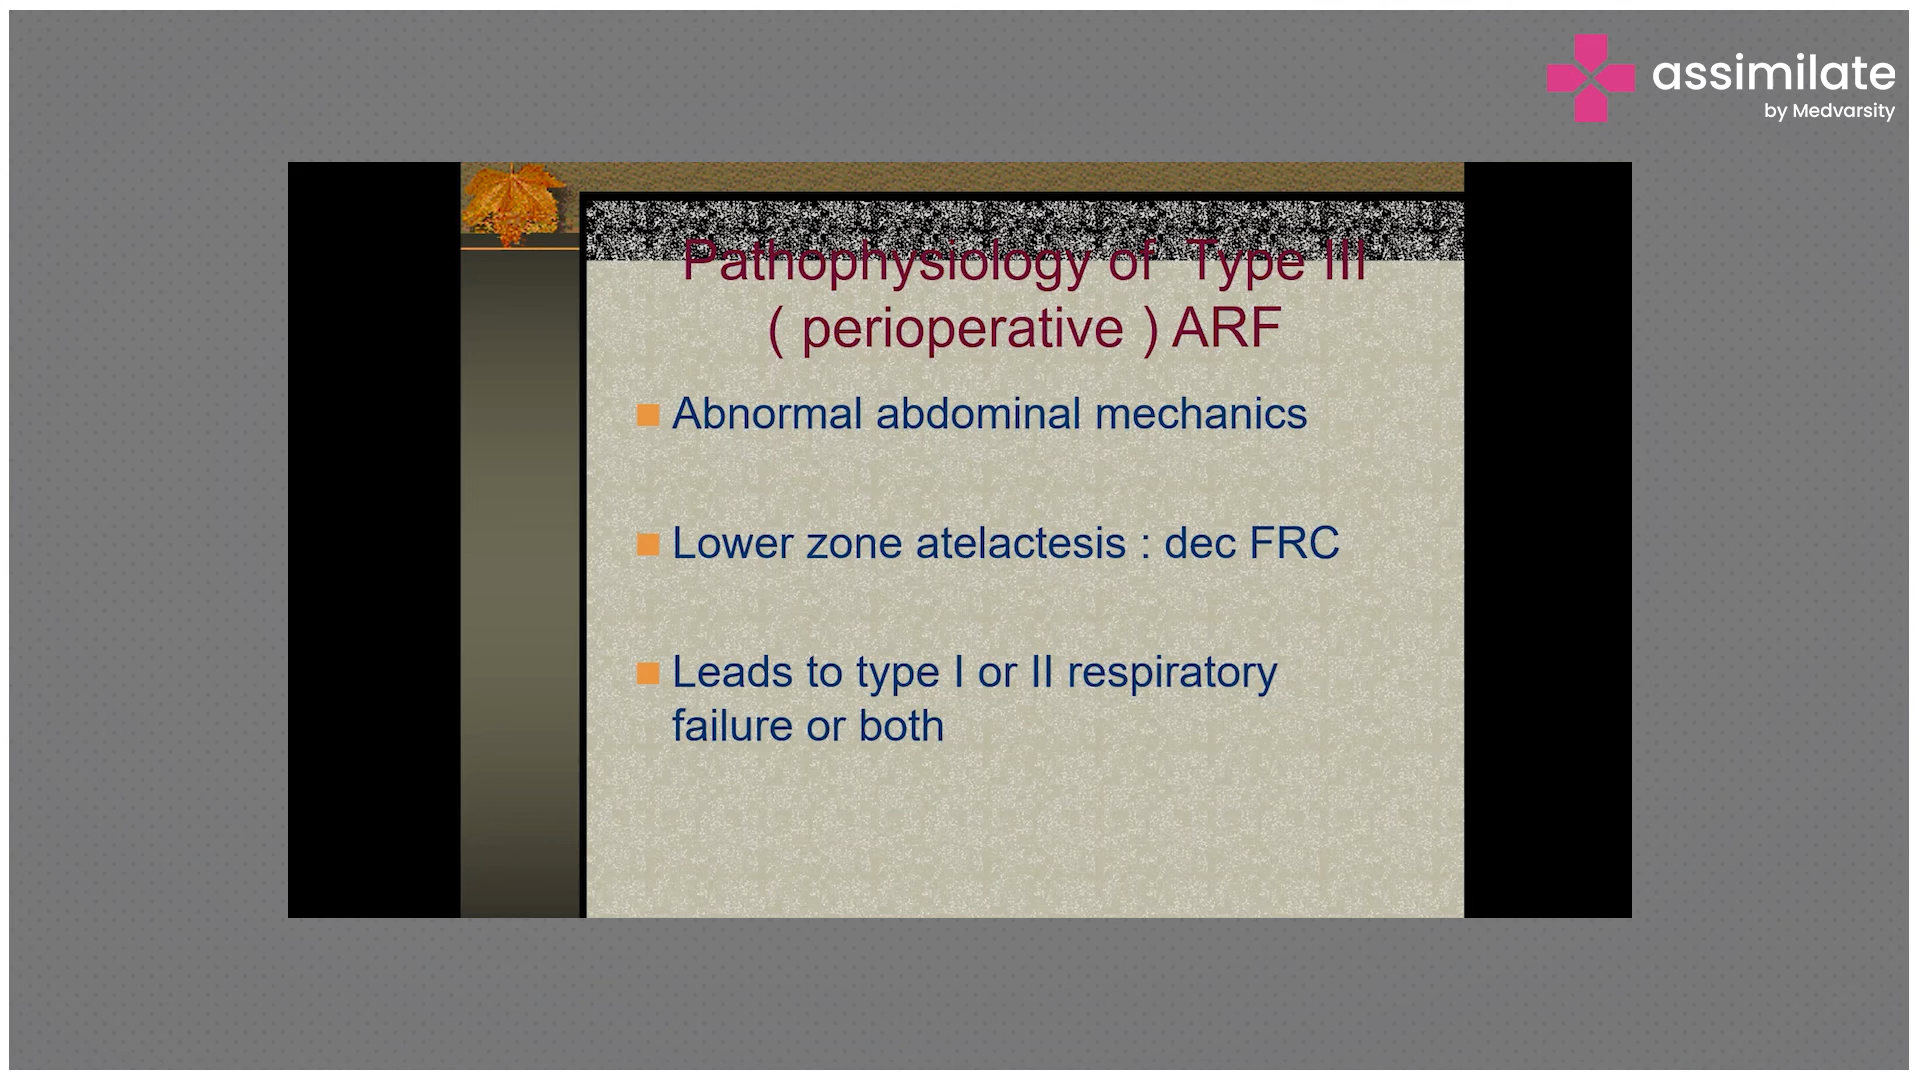 assimilate
by Medvarsity
Pathophysiology of Type III
( perioperative ) ARF
Abnormal abdominal mechanics
Lower zone atelactesis : dec FRC
Leads to type I or II respiratory
failure or both